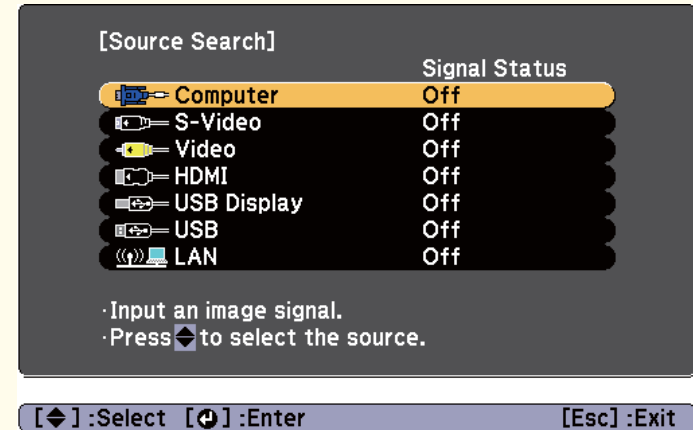 [Source Search]
Signal Status
Computer Off
S-Video Off
Video Off
HDMI Off
USB Display Off
USB Off
LAN Off
·Input an image signal.
·Press to select the source.
[ ] :Select [ ] :Enter [Esc] :Exit